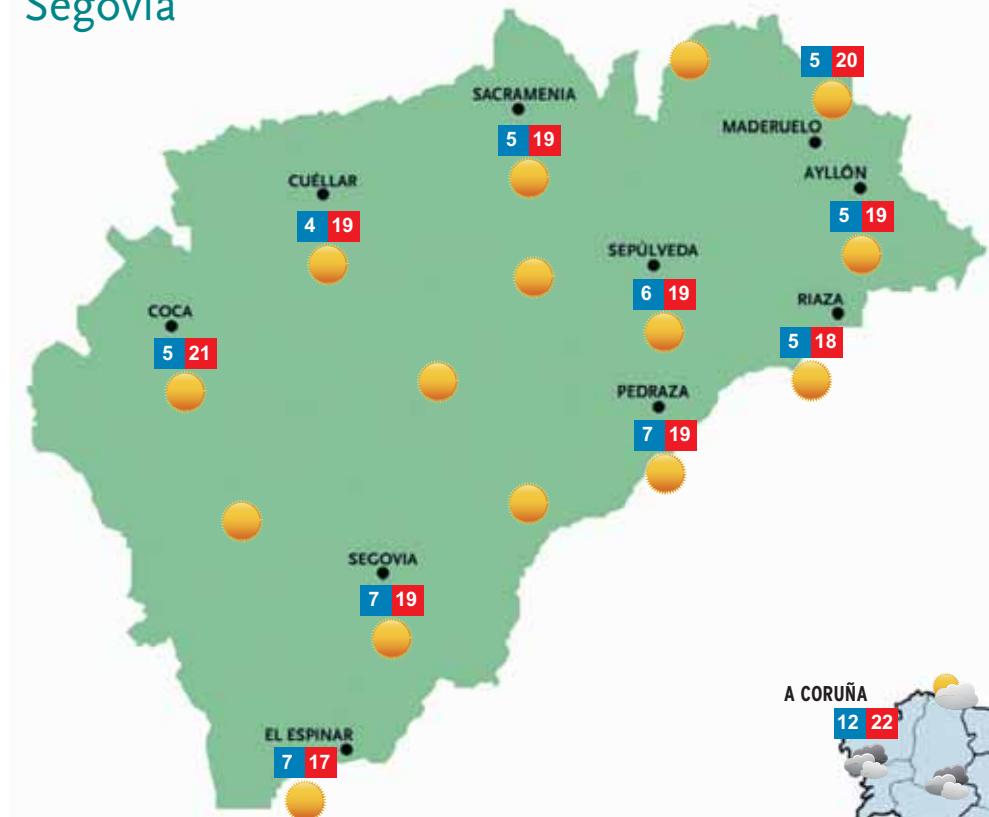 Segovia
5 20
SACRAMENIA
5 19
MADERUELO
AYLLÓN
5 19
CUÉLLAR
4 19
SEPÚLVEDA
6 19
RIAZA
5 18
COCA
5 21
PEDRAZA
7 19
SEGOVIA
7 19
A CORUÑA
12 22
EL ESPINAR
7 17